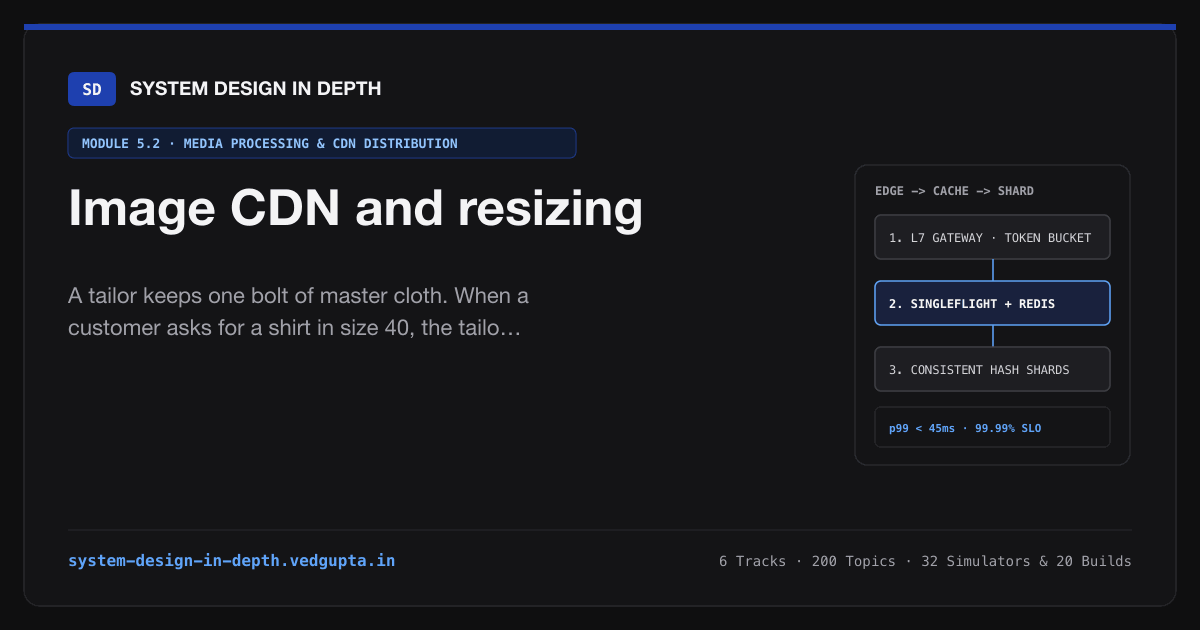 SD SYSTEM DESIGN IN DEPTH
MODULE 5.2 · MEDIA PROCESSING & CDN DISTRIBUTION
Image CDN and resizing
A tailor keeps one bolt of master cloth. When a
customer asks for a shirt in size 40, the tailo…
EDGE —> CACHE —> SHARD
1. L7 GATEWAY · TOKEN BUCKET
2. SINGLEFLIGHT + REDIS
3. CONSISTENT HASH SHARDS
p99 < 45ms · 99.99% SLO
system-design-in-depth.vedgupta.in
6 Tracks · 200 Topics · 32 Simulators & 20 Builds